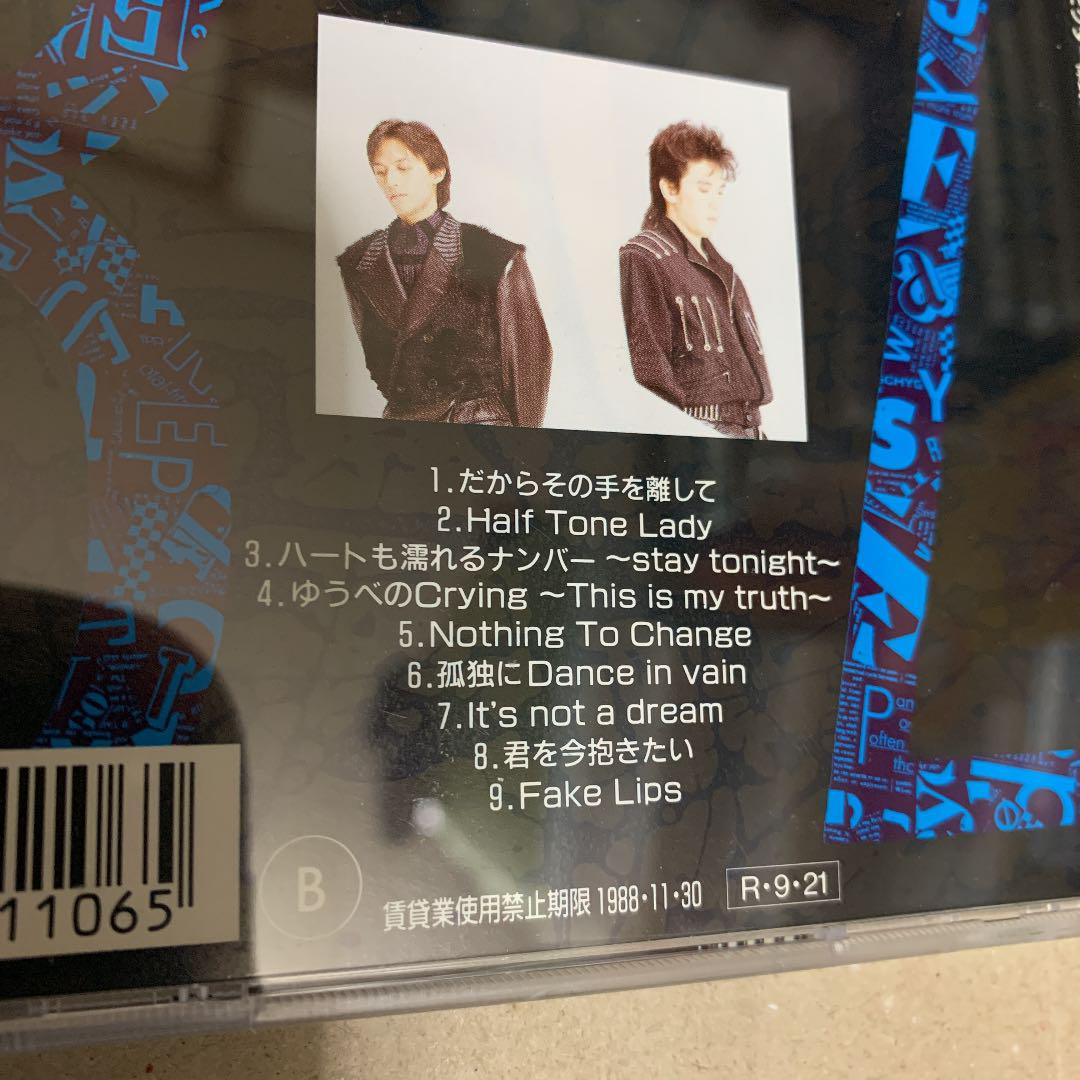 1.だからその手を離して
2.Half Tone Lady
3.ハートも濡れるナンバー～stay tonight～
4.ゆうべのCrying ～This is my truth～
5.Nothing To Change
6.孤独にDance in vain
7.It's not a dream
8.君を今抱きたい
9.Fake Lips
B
賃貸業使用禁止期限1988・11・30
R・9・21
11065